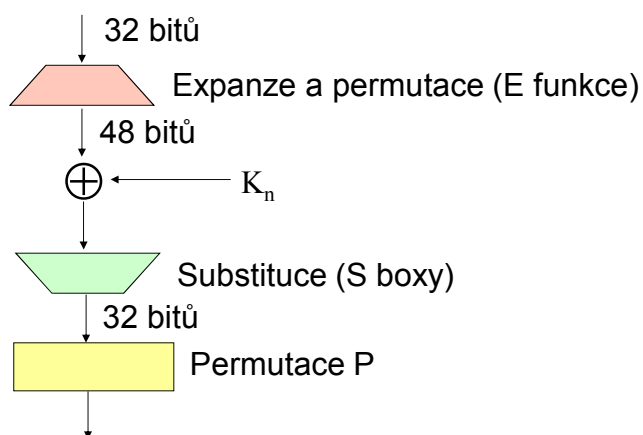 32 bitů
Expanze a permutace (E funkce)
48 bitů
Kn
Substituce (S boxy)
32 bitů
Permutace P